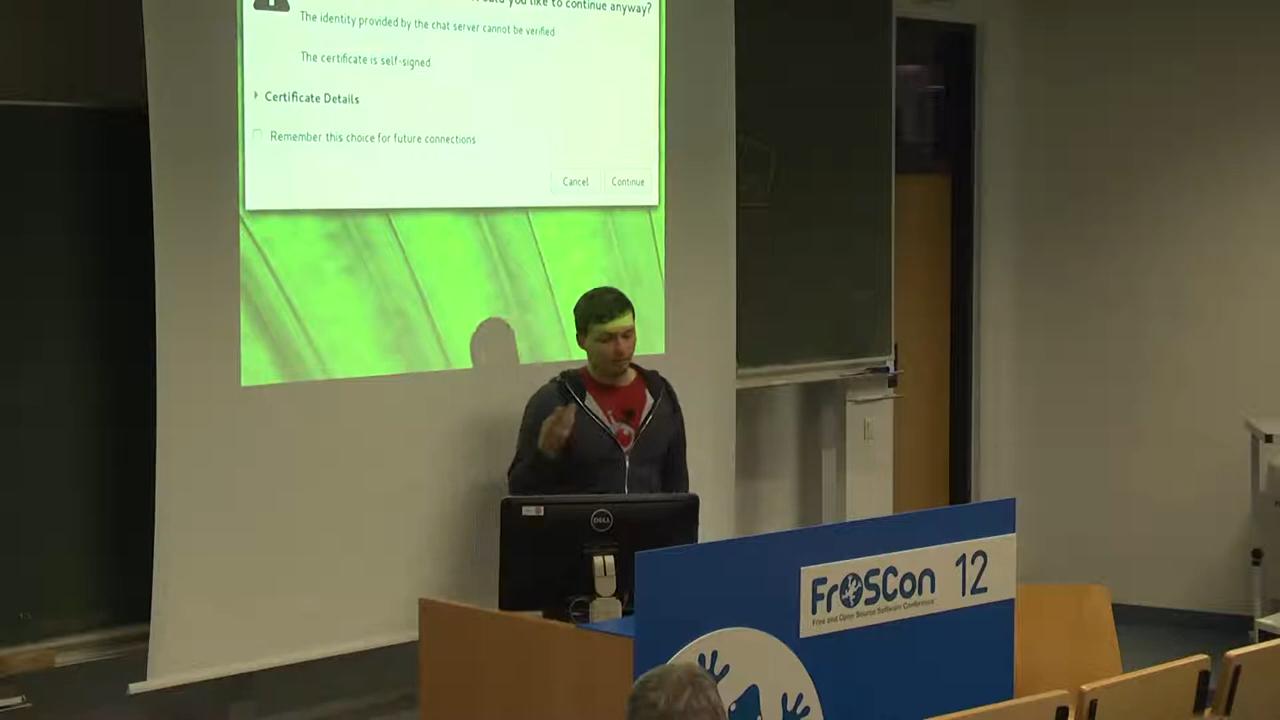 you like to continue anyway?
The identity provided by the chat server cannot be verified
The certificate is self-signed
Certificate Details
Remember this choice for future connections
Cancel
Continue
DELL
FrOSCon 12
Free and Open Source Software Conference